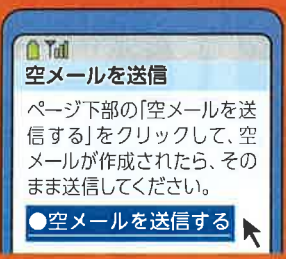 空メールを送信
ページ下部の「空メールを送
信する」をクリックして、空
メールが作成されたら、その
まま送信してください。
●空メールを送信する